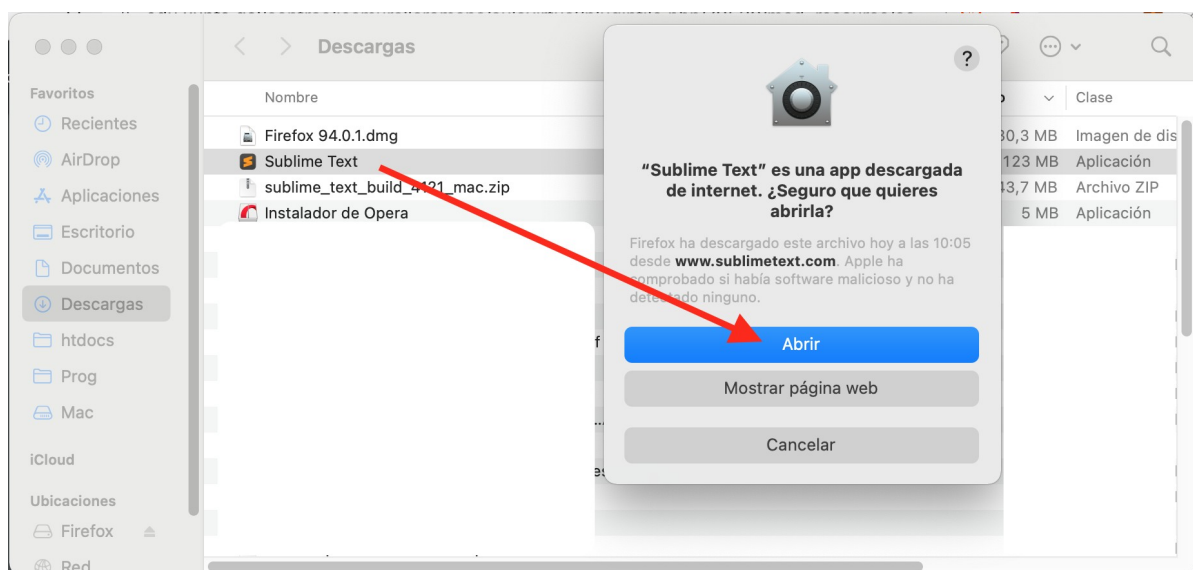 Descargas
?
Favoritos
Recientes
AirDrop
Aplicaciones
Escritorio
Documentos
Descargas
htdocs
Prog
Mac
iCloud
Ubicaciones
Firefox
Red
Nombre
Clase
Firefox 94.0.1.dmg
Imagen de dis
Sublime Text
123 MB Aplicación
sublime_text_build_4121_mac.zip
43,7 MB Archivo ZIP
Instalador de Opera
5 MB Aplicación
“Sublime Text” es una app descargada
de internet. ¿Seguro que quieres
abrirla?
Firefox ha descargado este archivo hoy a las 10:05
desde www.sublimetext.com. Apple ha
comprobado si había software malicioso y no ha
detectado ninguno.
Abrir
Mostrar página web
Cancelar